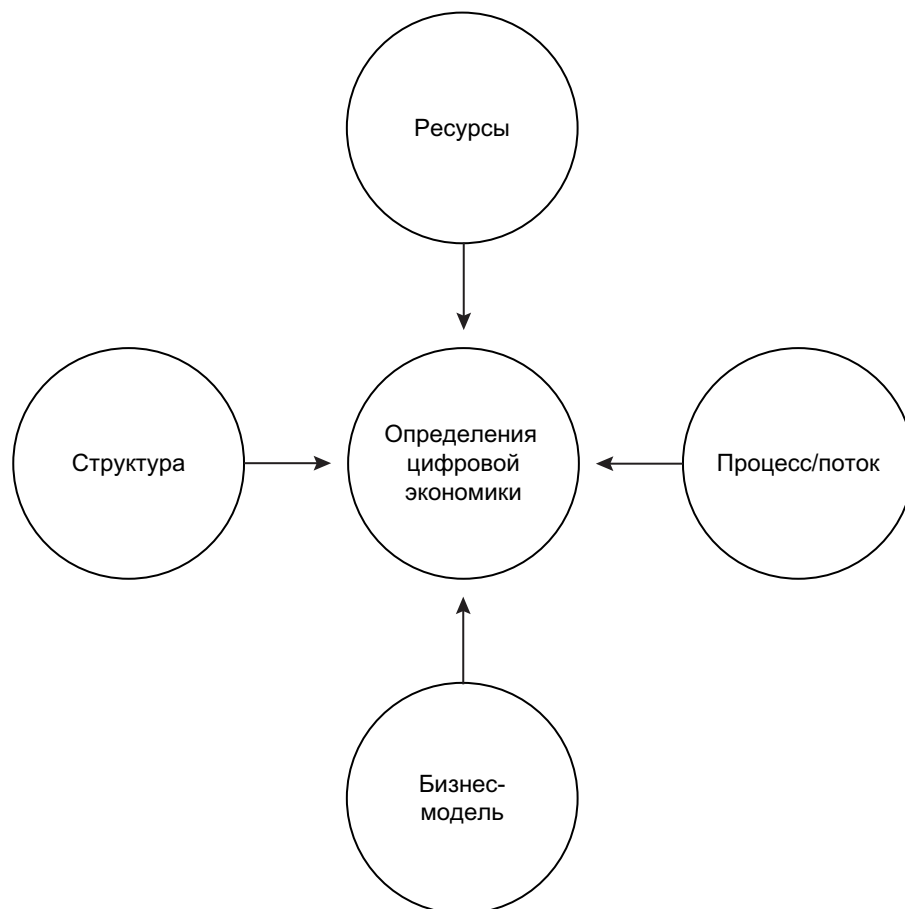 Ресурсы
Структура
Определения
цифровой
экономики
Процесс/поток
Бизнес-
модель